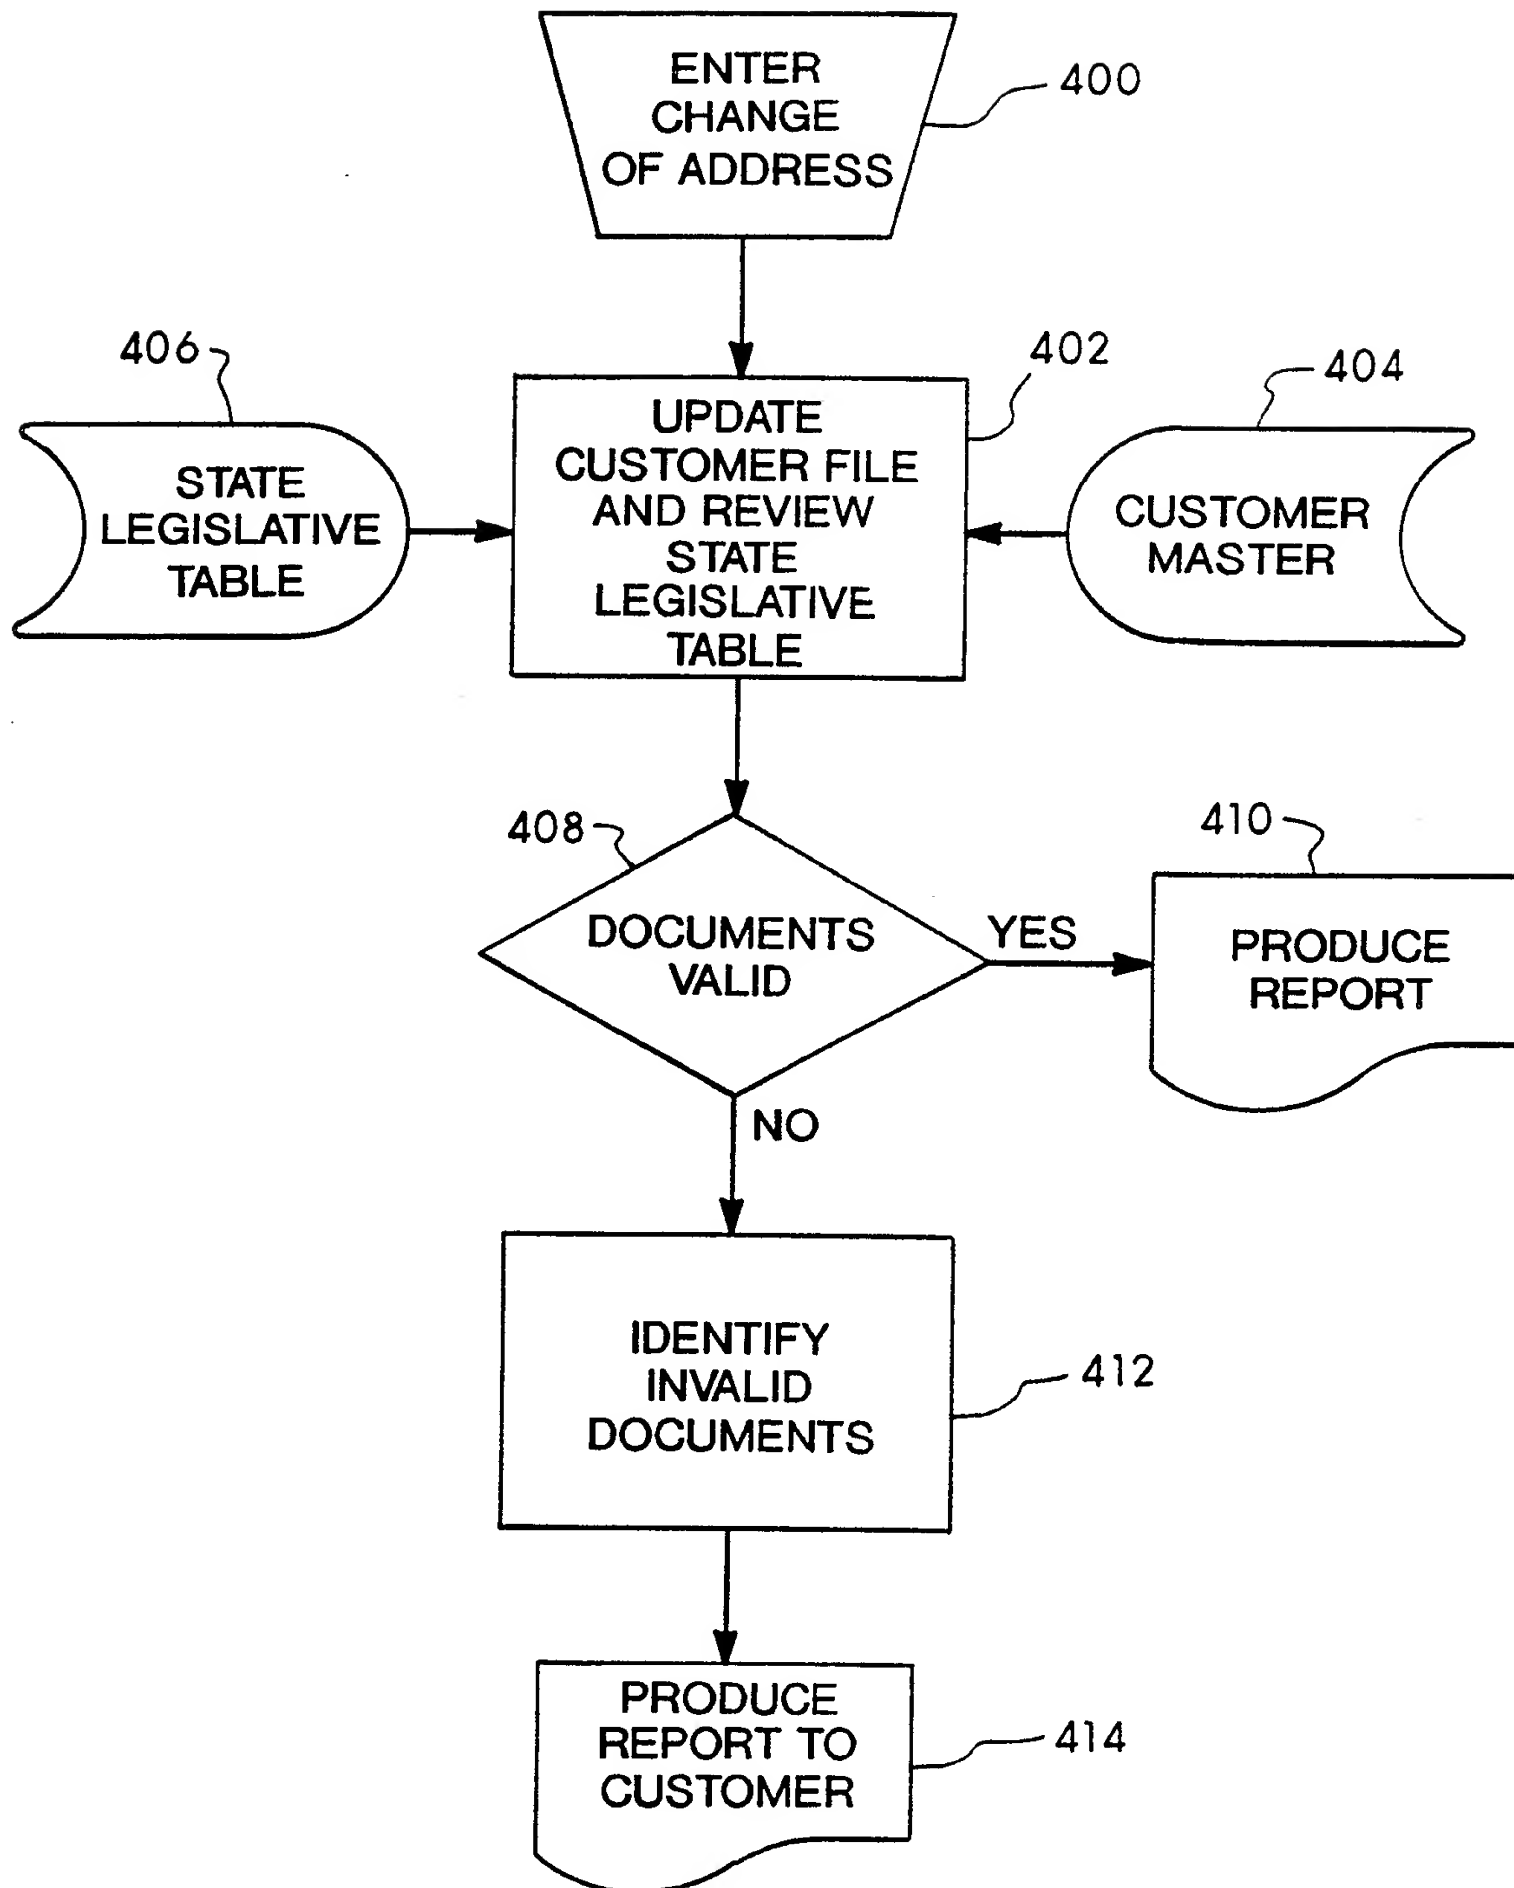 ENTER
CHANGE
OF ADDRESS
400
406
402
404
STATE
LEGISLATIVE
TABLE
UPDATE
CUSTOMER FILE
AND REVIEW
STATE
LEGISLATIVE
TABLE
CUSTOMER
MASTER
408
410
DOCUMENTS
VALID
YES
PRODUCE
REPORT
NO
IDENTIFY
INVALID
DOCUMENTS
412
PRODUCE
REPORT TO
CUSTOMER
414